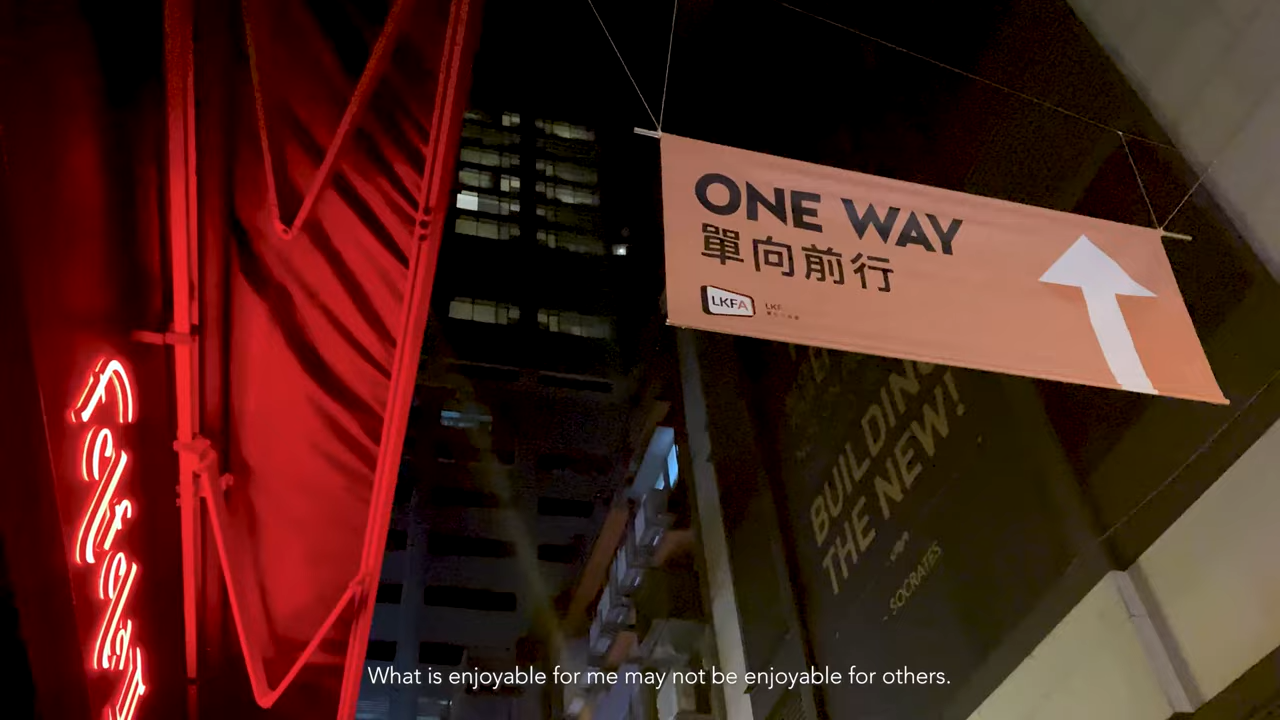 ONE WAY
單向前行
LKFA
LKF
BUILDING
THE NEW!
SOCRATES
What is enjoyable for me may not be enjoyable for others.